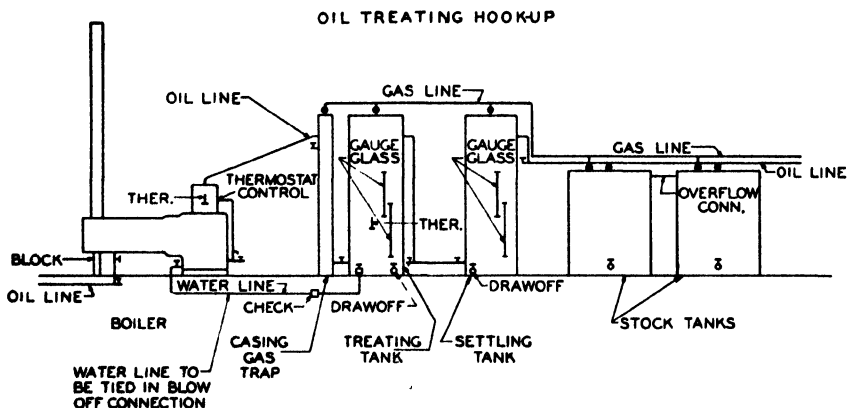 OIL TREATING HOOK-UP
GAS LINE
OIL LINE
GAUGE
GLASS
GAUGE
GLASS
GAS LINE
OIL LINE
THERMOSTAT
CONTROL
THER.
THER.
OVERFLOW
CONN.
BLOCK
OIL LINE
WATER LINE
CHECK
DRAWOFF
DRAWOFF
BOILER
CASING
GAS
TRAP
TREATING
TANK
SETTLING
TANK
STOCK TANKS
WATER LINE TO
BE TIED IN BLOW
OFF CONNECTION